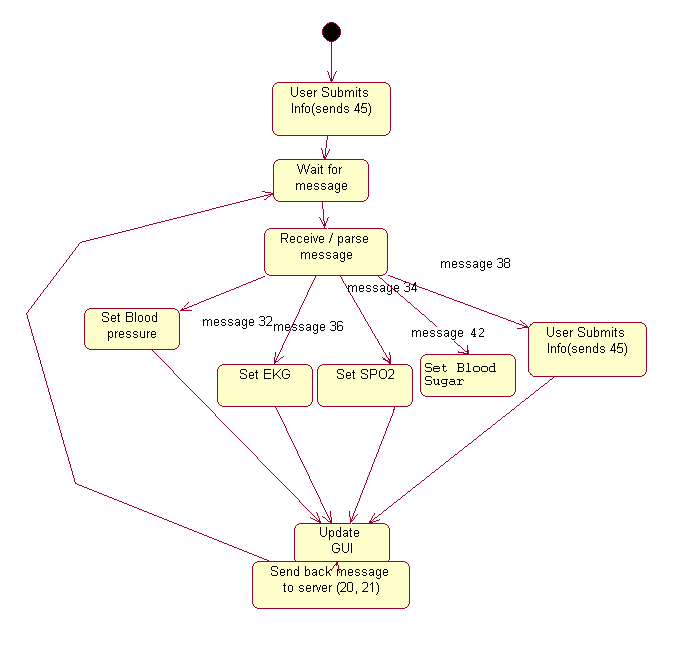 User Submits
Info(sends 45)
Wait for
message
Receive / parse
message
message 38
message 34
message 32
message 36
message 42
Set Blood
pressure
User Submits
Info(sends 45)
Set EKG
Set SPO2
Set Blood
Sugar
Update
GUI
Send back message
to server (20, 21)